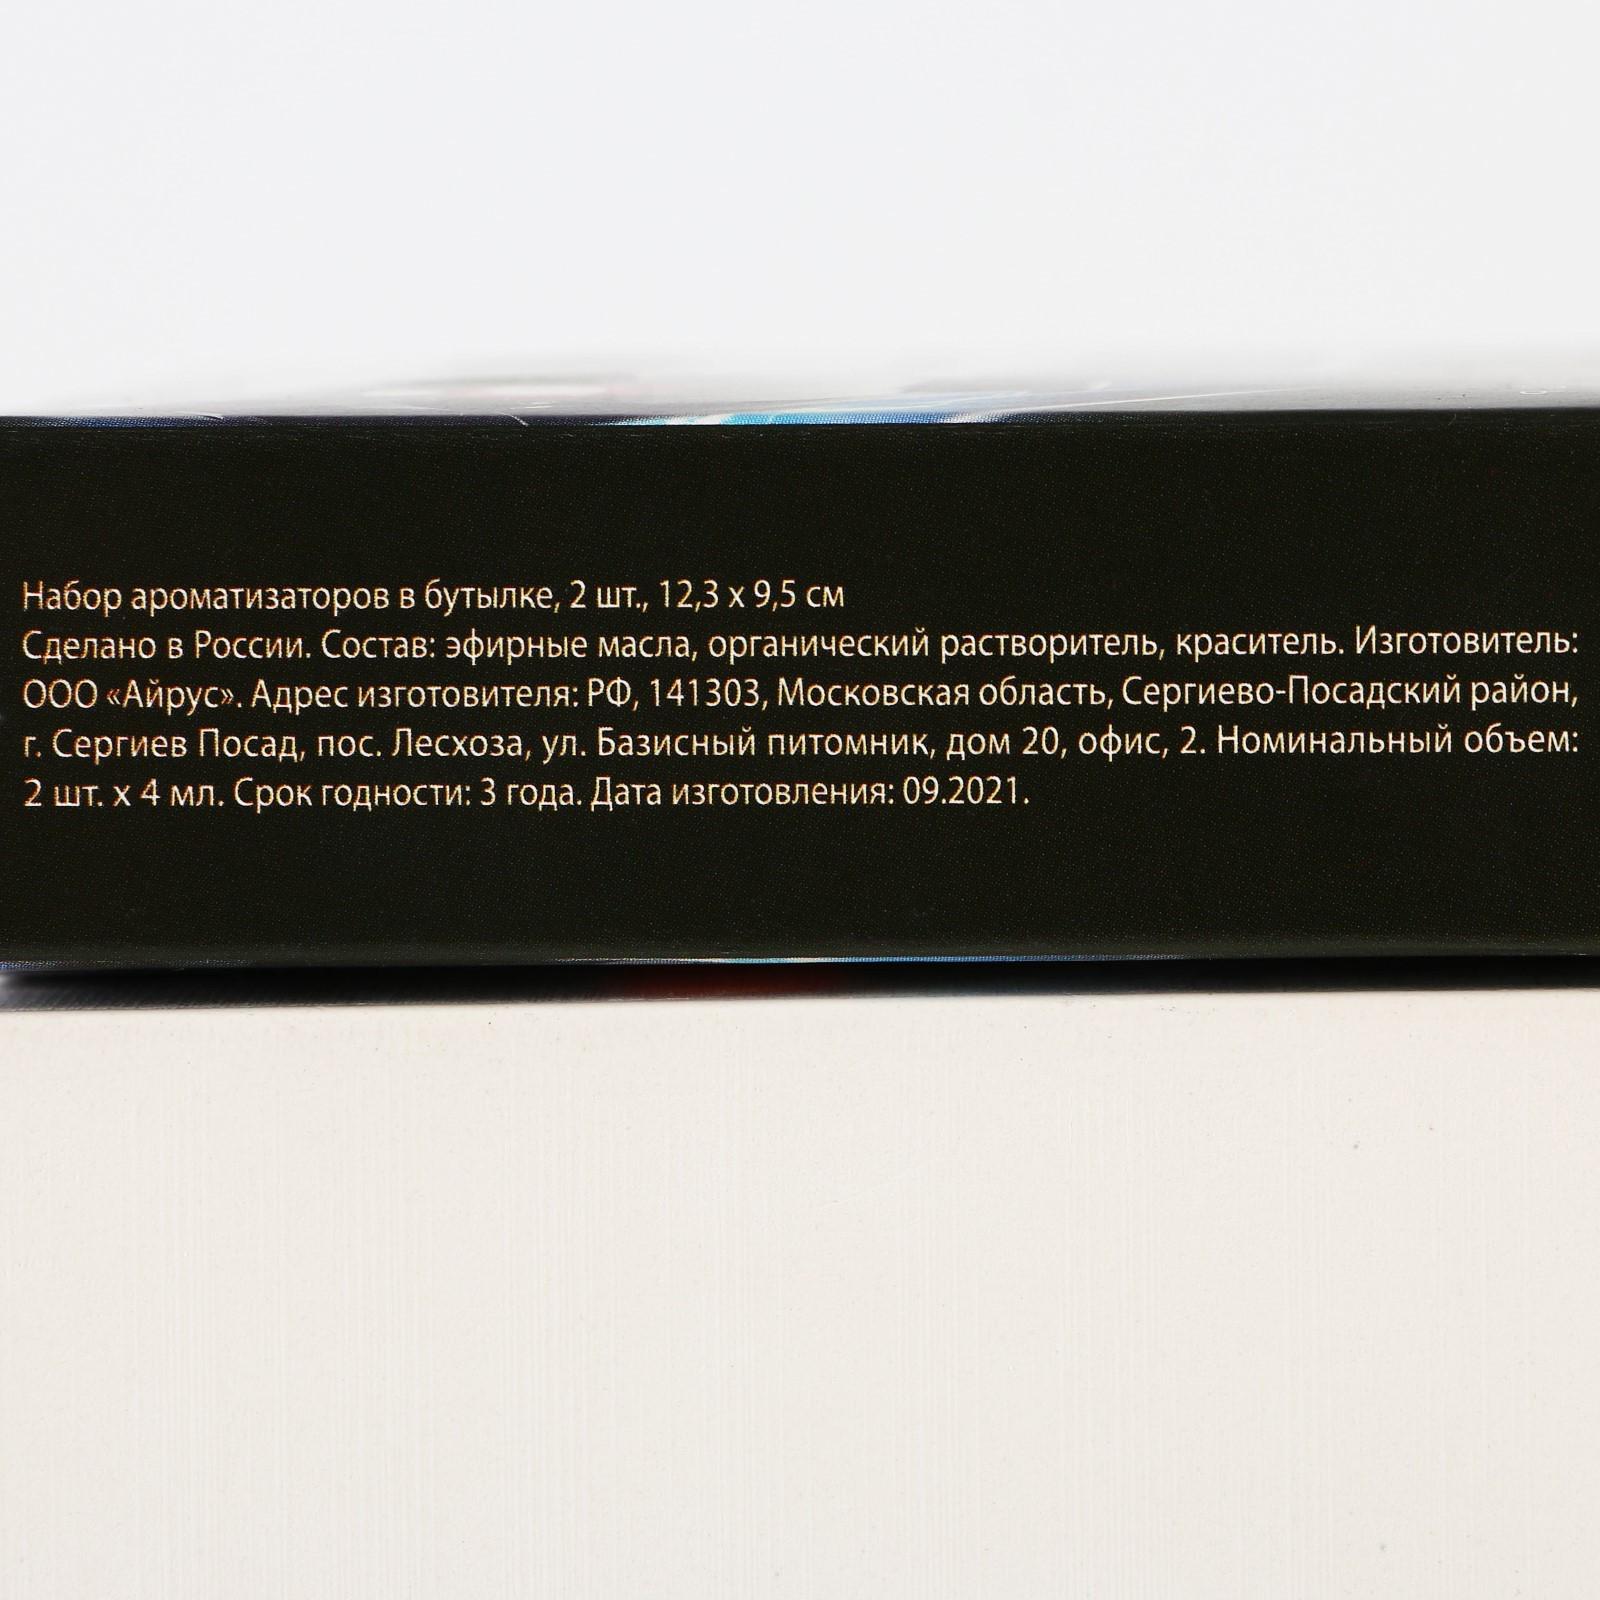 Набор ароматизаторов в бутылке, 2 шт., 12,3 х 9,5 см
Сделано в России. Состав: эфирные масла, органический растворитель, краситель. Изготовитель:
ООО «Айрус». Адрес изготовителя: РФ, 141303, Московская область, Сергиево-Посадский район,
г. Сергиев Посад, пос. Лесхоза, ул. Базисный питомник, дом 20, офис, 2. Номинальный объем:
2 шт. х 4 мл. Срок годности: 3 года. Дата изготовления: 09.2021.